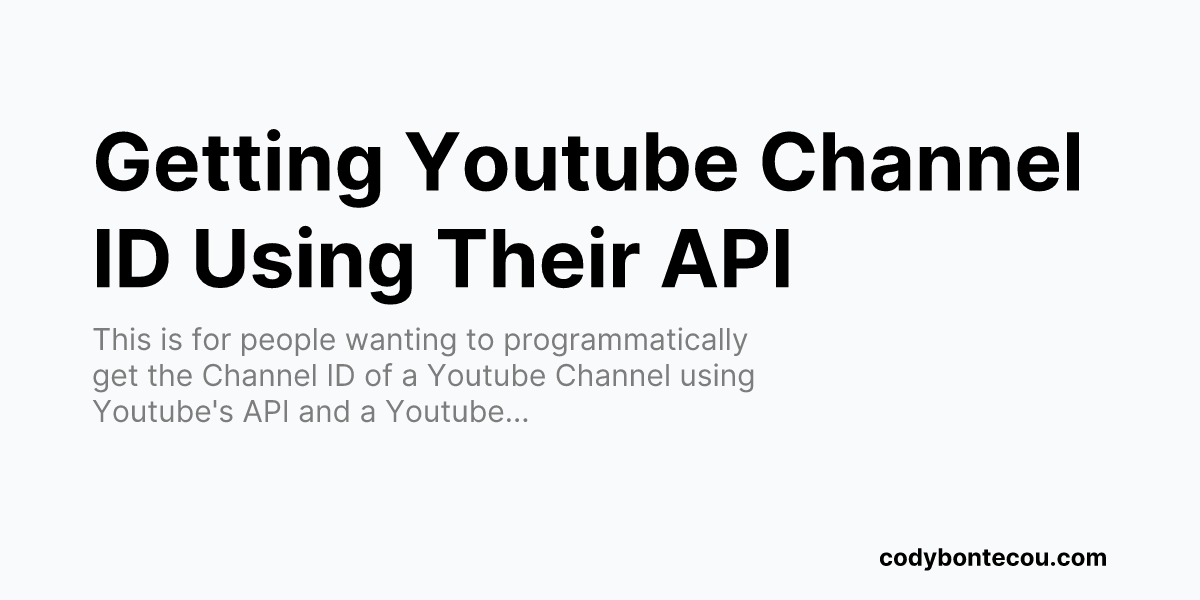 Getting Youtube Channel
ID Using Their API
This is for people wanting to programmatically
get the Channel ID of a Youtube Channel using
Youtube's API and a Youtube...
codybontecou.com